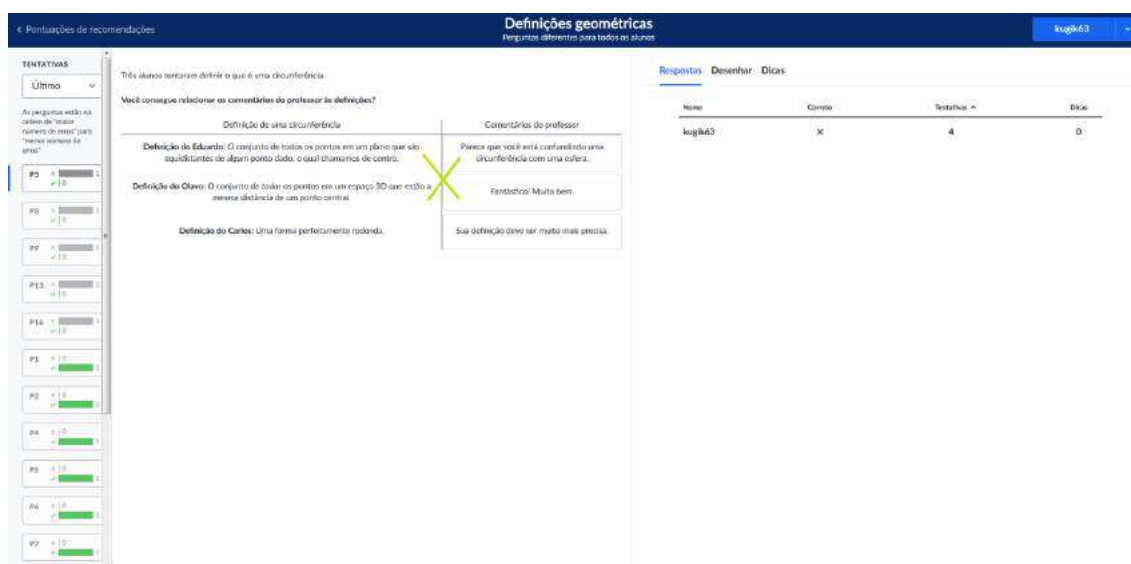 < Pontuações de recomendações
Definições geométricas
Perguntas diferentes para todos os alunos
kugik63
TENTATIVAS
Último
As perguntas estão na
ordem de "maior
número de erros" para
"menor número de
erros"
Três alunos tentaram definir o que é uma circunferência.
Você consegue relacionar os comentários do professor às definições?
Definição de uma circunferência
Comentários do professor
Definição do Eduardo: O conjunto de todos os pontos em um plano que são
equidistantes de algum ponto dado, o qual chamamos de centro.
Parece que você está confundindo uma
circunferência com uma esfera.
Definição do Olavo: O conjunto de todos os pontos em um espaço 3D que estão a
mesma distância de um ponto central.
Fantástico! Muito bem.
Definição do Carlos: Uma forma perfeitamente redonda.
Sua definição deve ser muito mais precisa.
Respostas Desenhar Dicas
Nome Correto Tentativas Dicas
kugik63 × 4 0
P8
P9
P13
P16
P1
P2
P4
P5
P6
P7